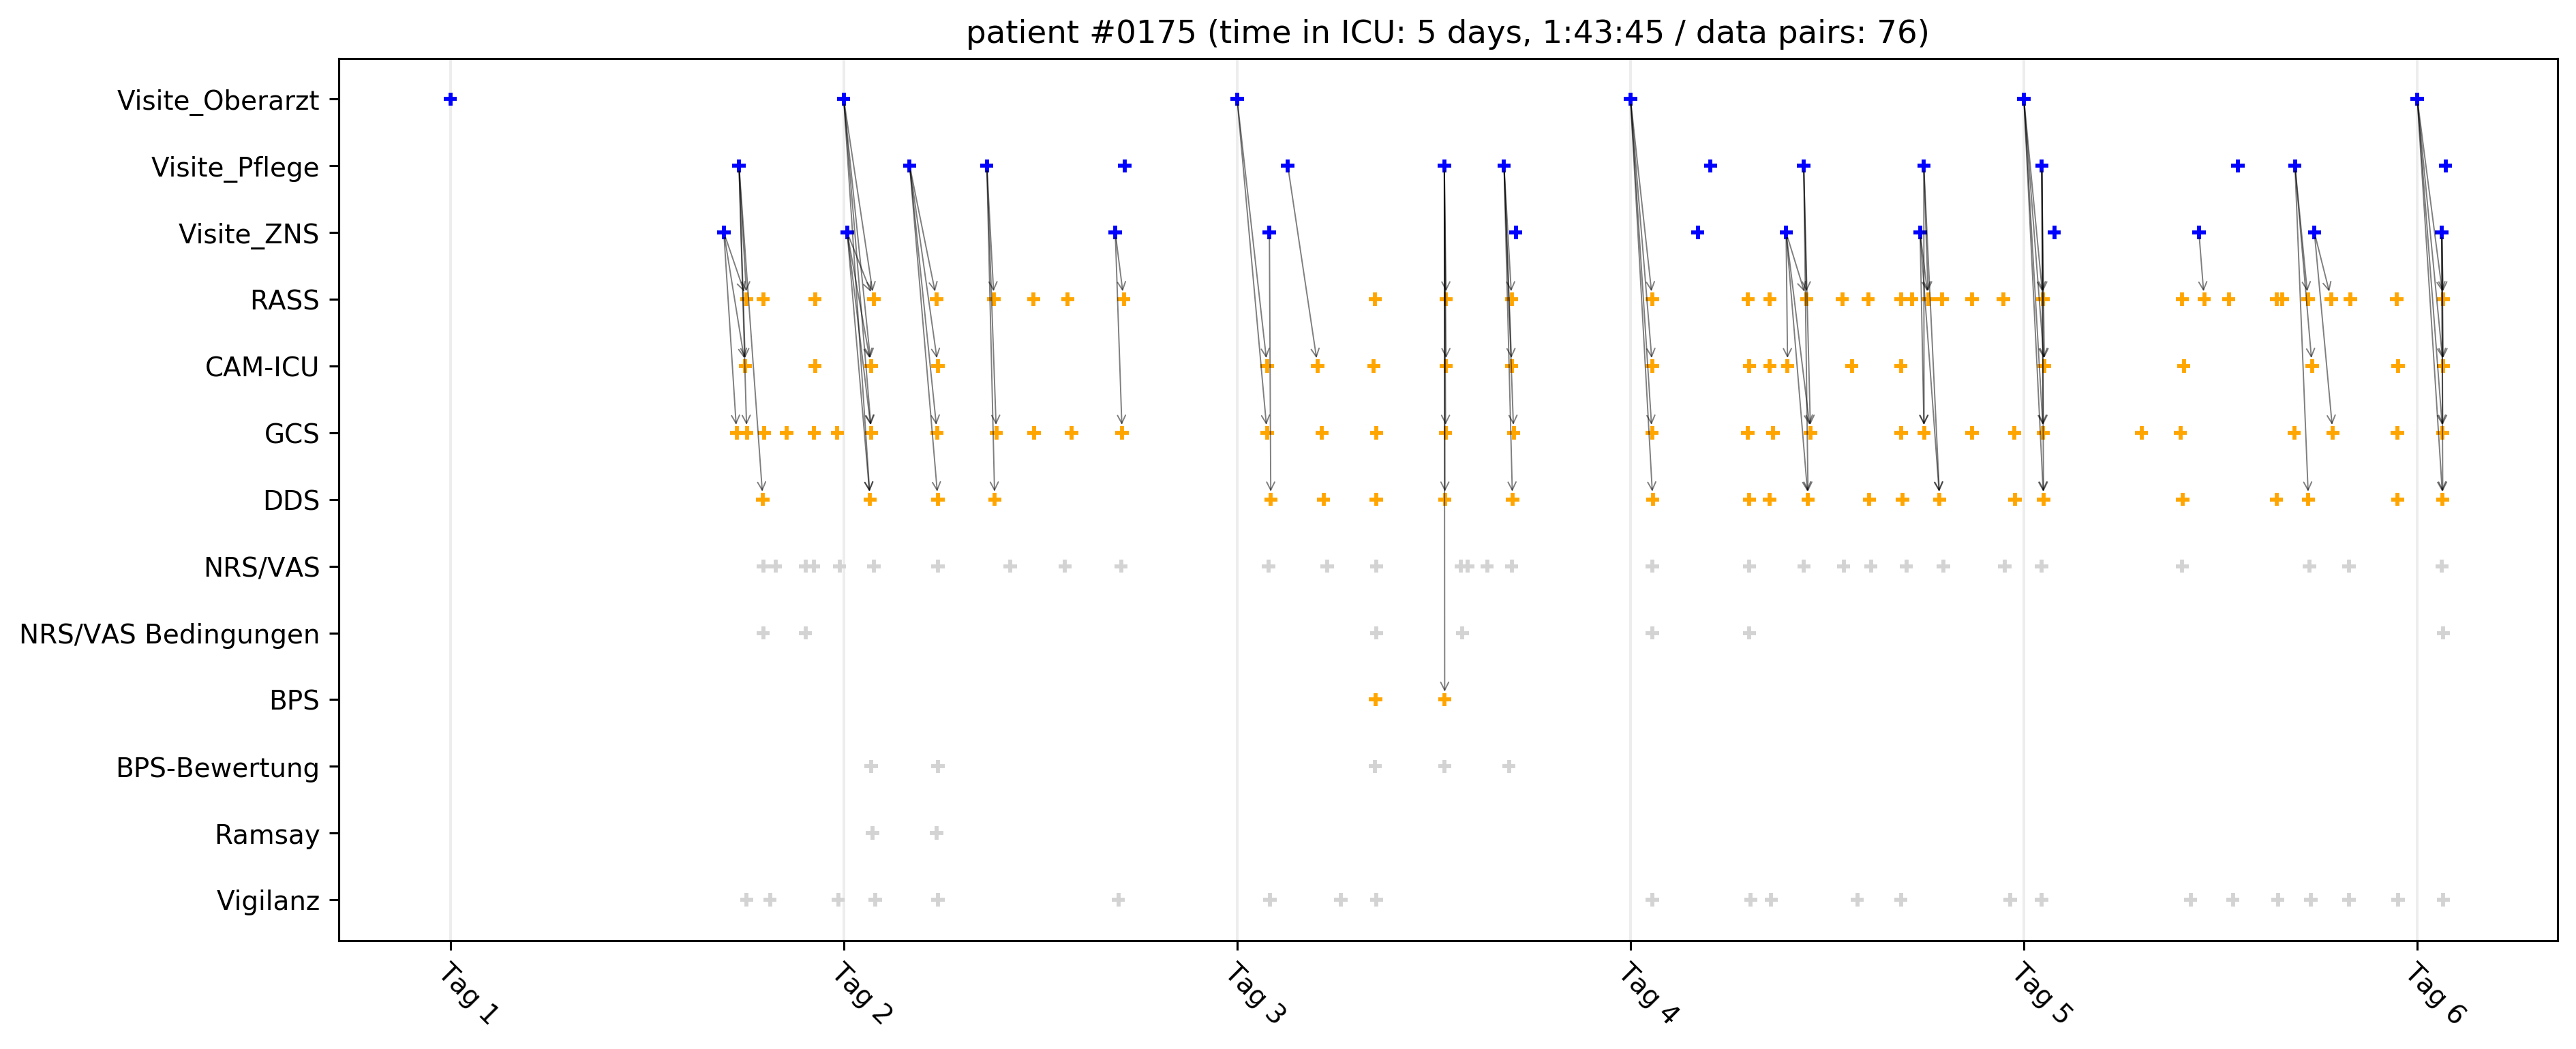 patient #0175 (time in ICU: 5 days, 1:43:45 / data pairs: 76)
Visite_Oberarzt
Visite_Pflege
Visite_ZNS
RASS
CAM-ICU
GCS
DDS
NRS/VAS
NRS/VAS Bedingungen
BPS
BPS-Bewertung
Ramsay
Vigilanz
Tag 1
Tag 2
Tag 3
Tag 4
Tag 5
Tag 6